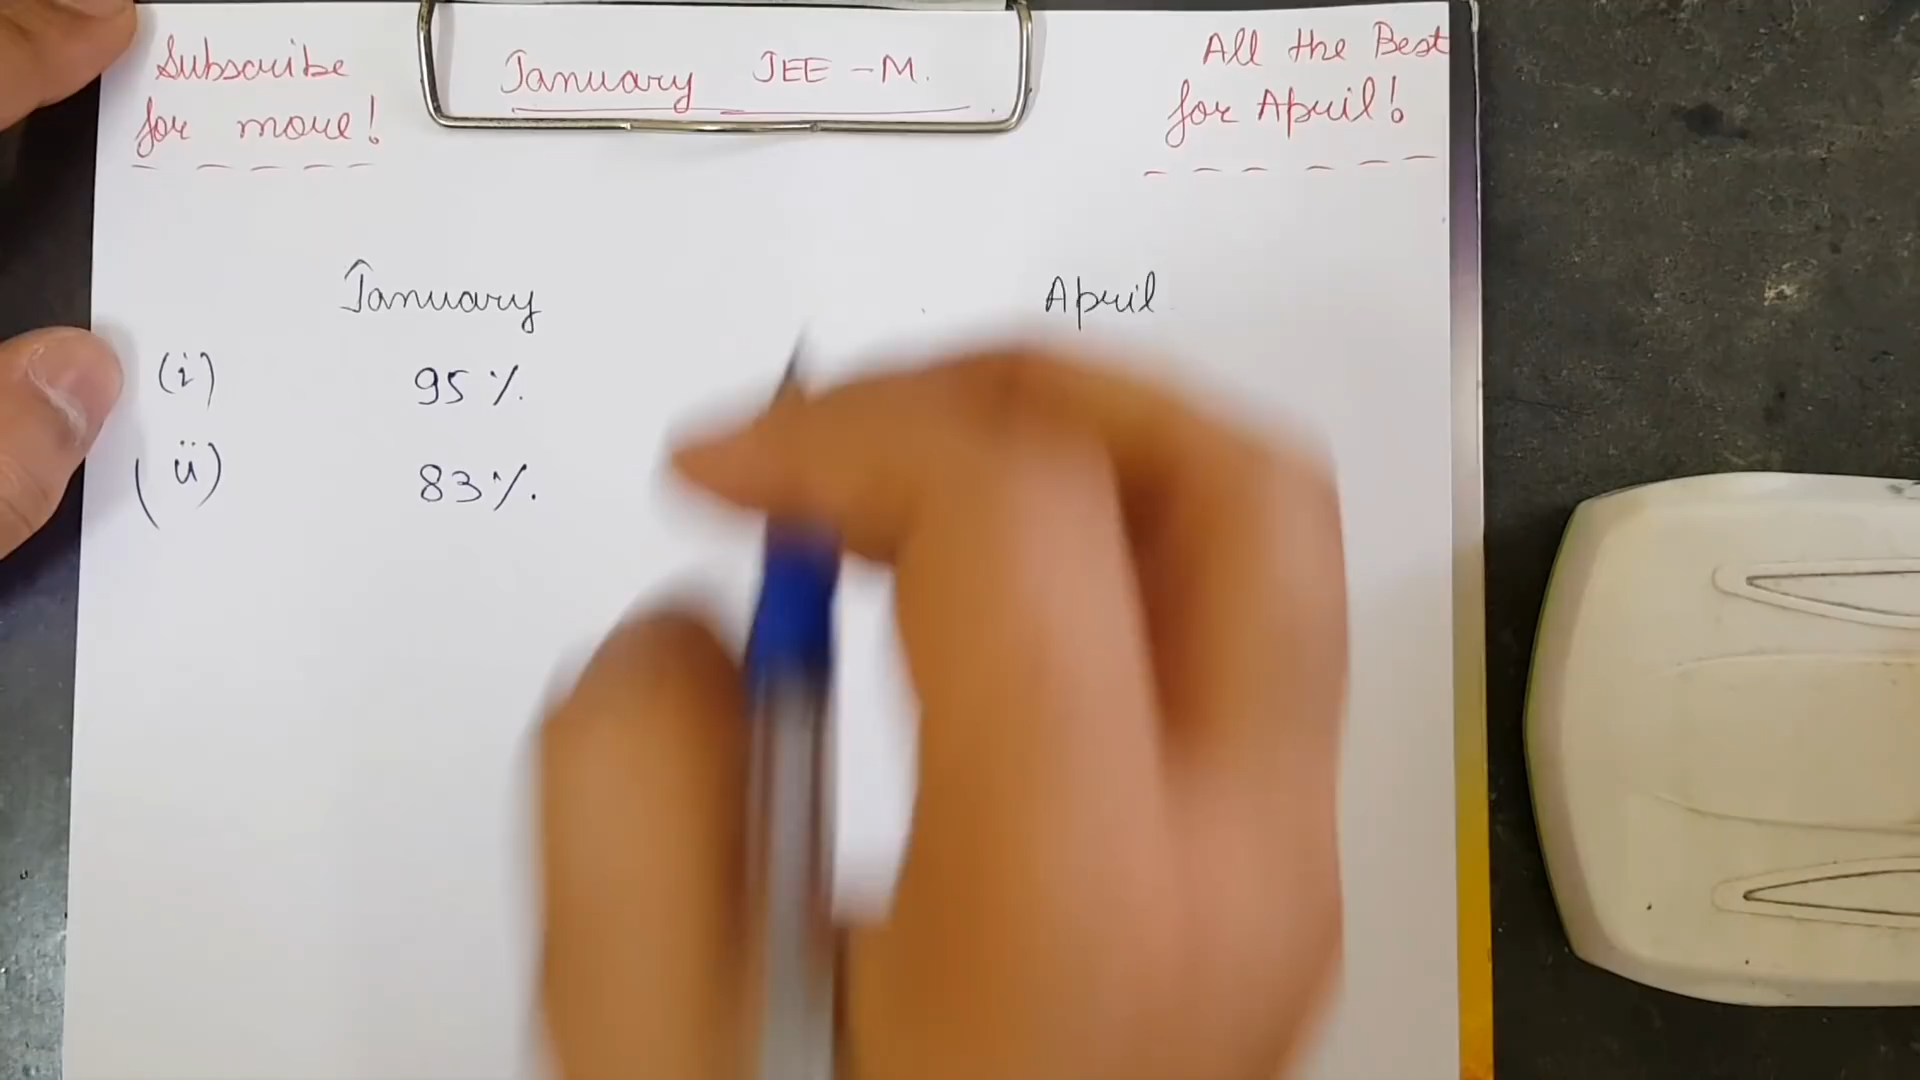 Subscribe
for more!
January JEE - M.
All the Best
for April!
January April
(i) 95 %.
(ii) 83 %.